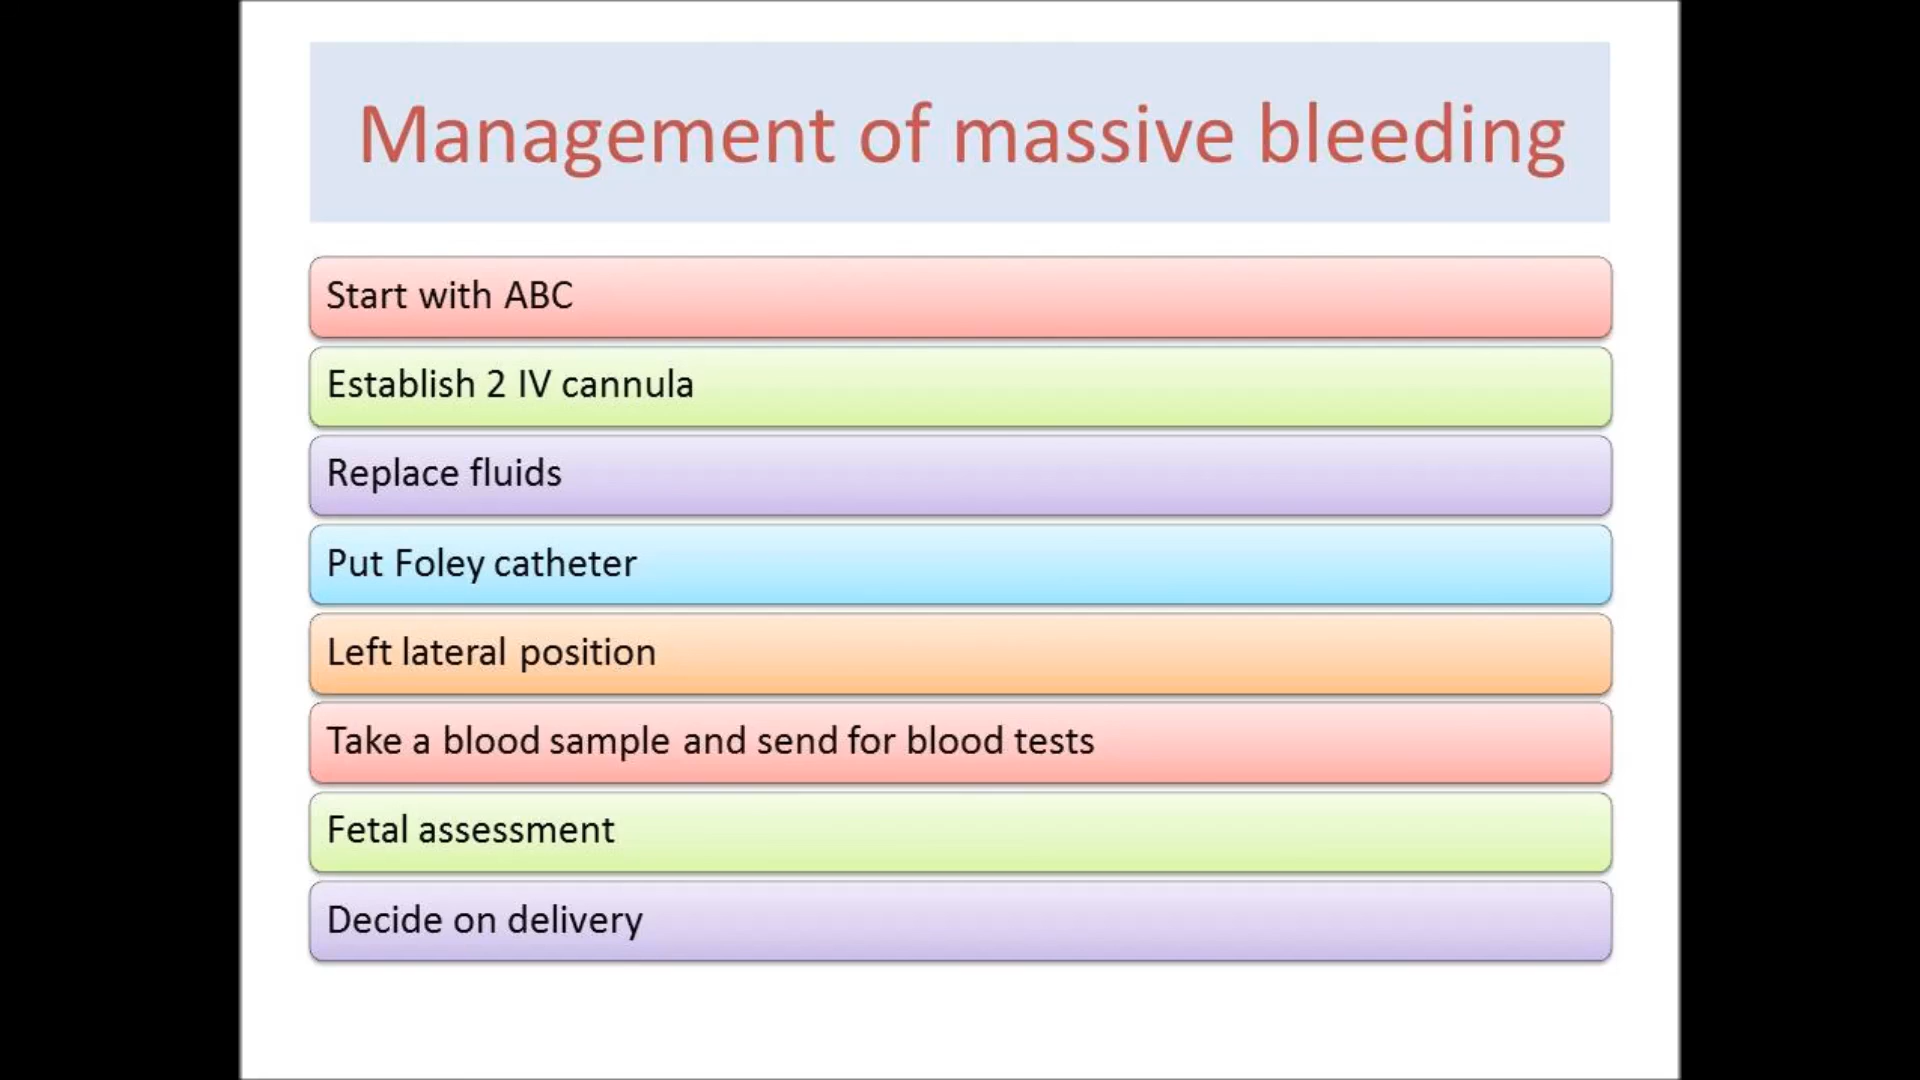 Management of massive bleeding
Start with ABC
Establish 2 IV cannula
Replace fluids
Put Foley catheter
Left lateral position
Take a blood sample and send for blood tests
Fetal assessment
Decide on delivery